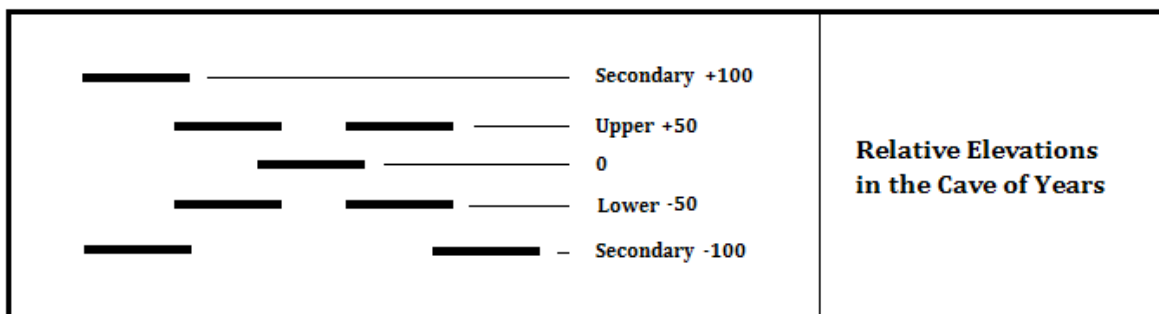 Secondary +100
Upper +50
0
Lower -50
Secondary -100
Relative Elevations
in the Cave of Years